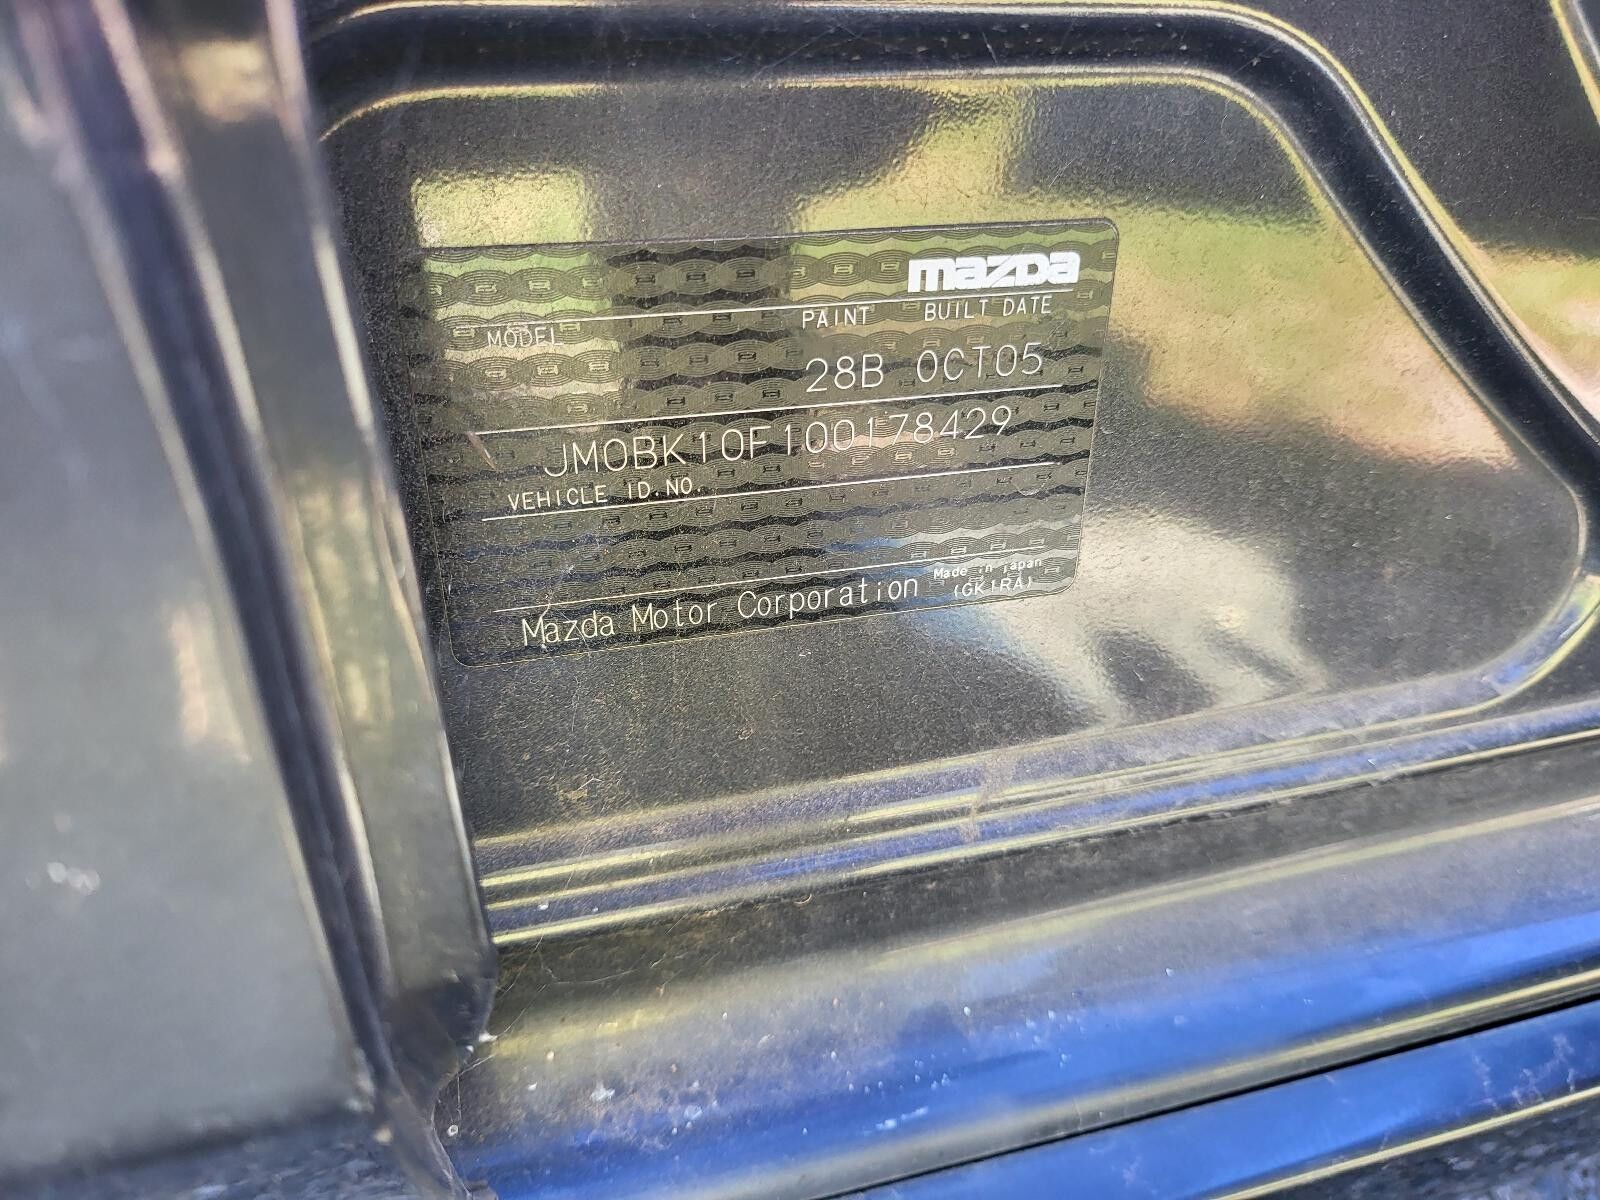 mazda
MODEL PAINT BUILT DATE
28B OCT05
JM0BK10F100178429
VEHICLE ID.NO.
Mazda Motor Corporation Made in Japan
(GK1RA)